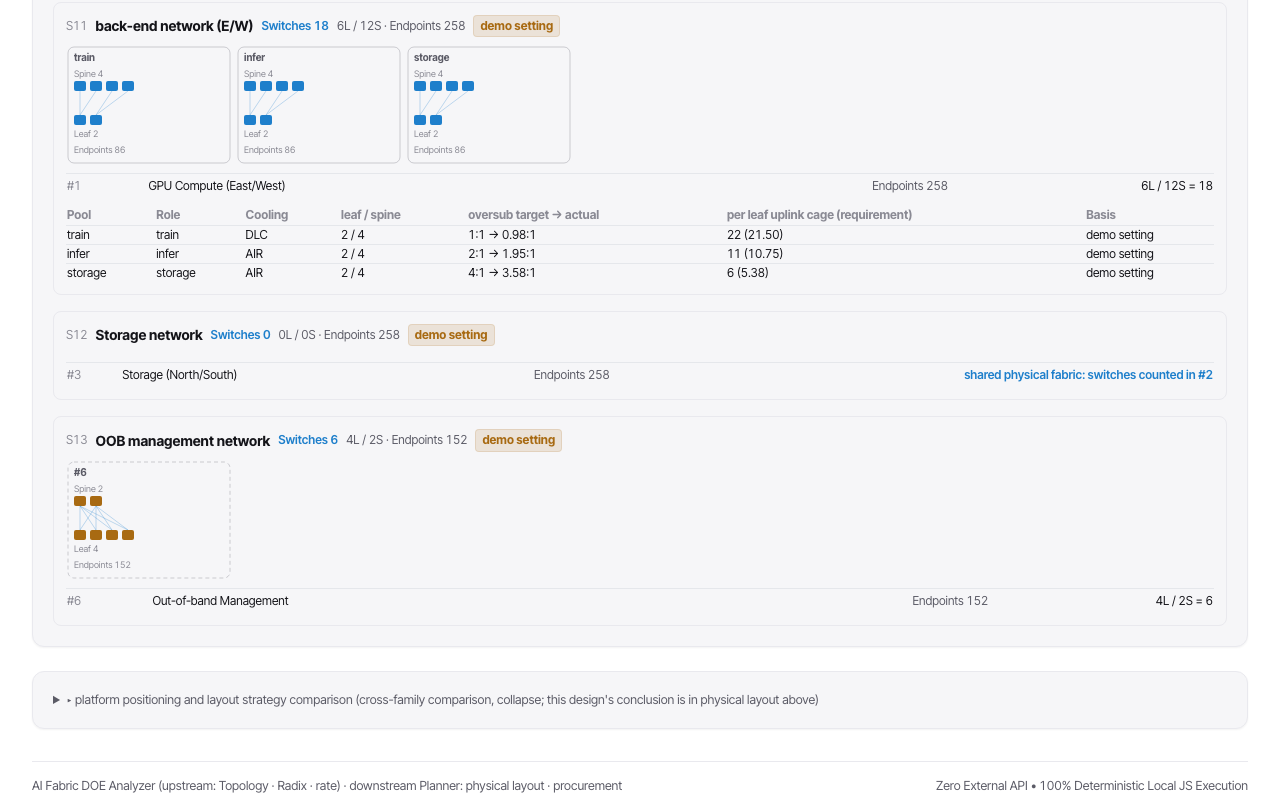 S11 back-end network (E/W) Switches 18 6L / 12S · Endpoints 258 demo setting
train infer storage
Spine 4 Spine 4 Spine 4
Leaf 2 Leaf 2 Leaf 2
Endpoints 86 Endpoints 86 Endpoints 86
#1 GPU Compute (East/West) Endpoints 258 6L / 12S = 18
Pool Role Cooling leaf / spine oversub target → actual per leaf uplink cage (requirement) Basis
train train DLC 2 / 4 1:1 → 0.98:1 22 (21.50) demo setting
infer infer AIR 2 / 4 2:1 → 1.95:1 11 (10.75) demo setting
storage storage AIR 2 / 4 4:1 → 3.58:1 6 (5.38) demo setting
S12 Storage network Switches 0 0L / 0S · Endpoints 258 demo setting
#3 Storage (North/South) Endpoints 258 shared physical fabric: switches counted in #2
S13 OOB management network Switches 6 4L / 2S · Endpoints 152 demo setting
#6
Spine 2
Leaf 4
Endpoints 152
#6 Out-of-band Management Endpoints 152 4L / 2S = 6
▶ ‣ platform positioning and layout strategy comparison (cross-family comparison, collapse; this design's conclusion is in physical layout above)
AI Fabric DOE Analyzer (upstream: Topology · Radix · rate) · downstream Planner: physical layout · procurement Zero External API • 100% Deterministic Local JS Execution